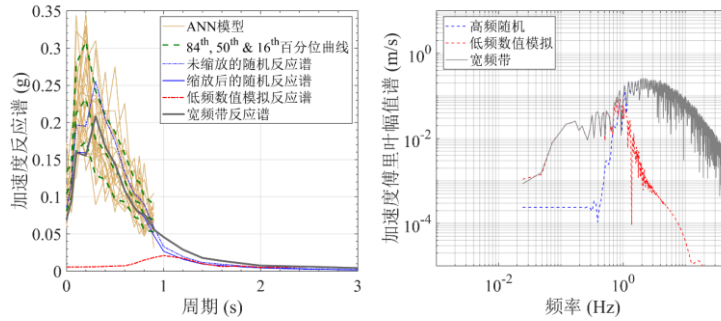 加速度反应谱 (g)
0.35
0.3
0.25
0.2
0.15
0.1
0.05
0
ANN模型
84th, 50th & 16th百分位曲线
未缩放的随机反应谱
缩放后的随机反应谱
低频数值模拟反应谱
宽频带反应谱
0 1 2 3
周期 (s)
加速度傅里叶幅值谱 (m/s)
10^0
10^-2
10^-4
高频随机
低频数值模拟
宽频带
10^-2 10^0
频率 (Hz)